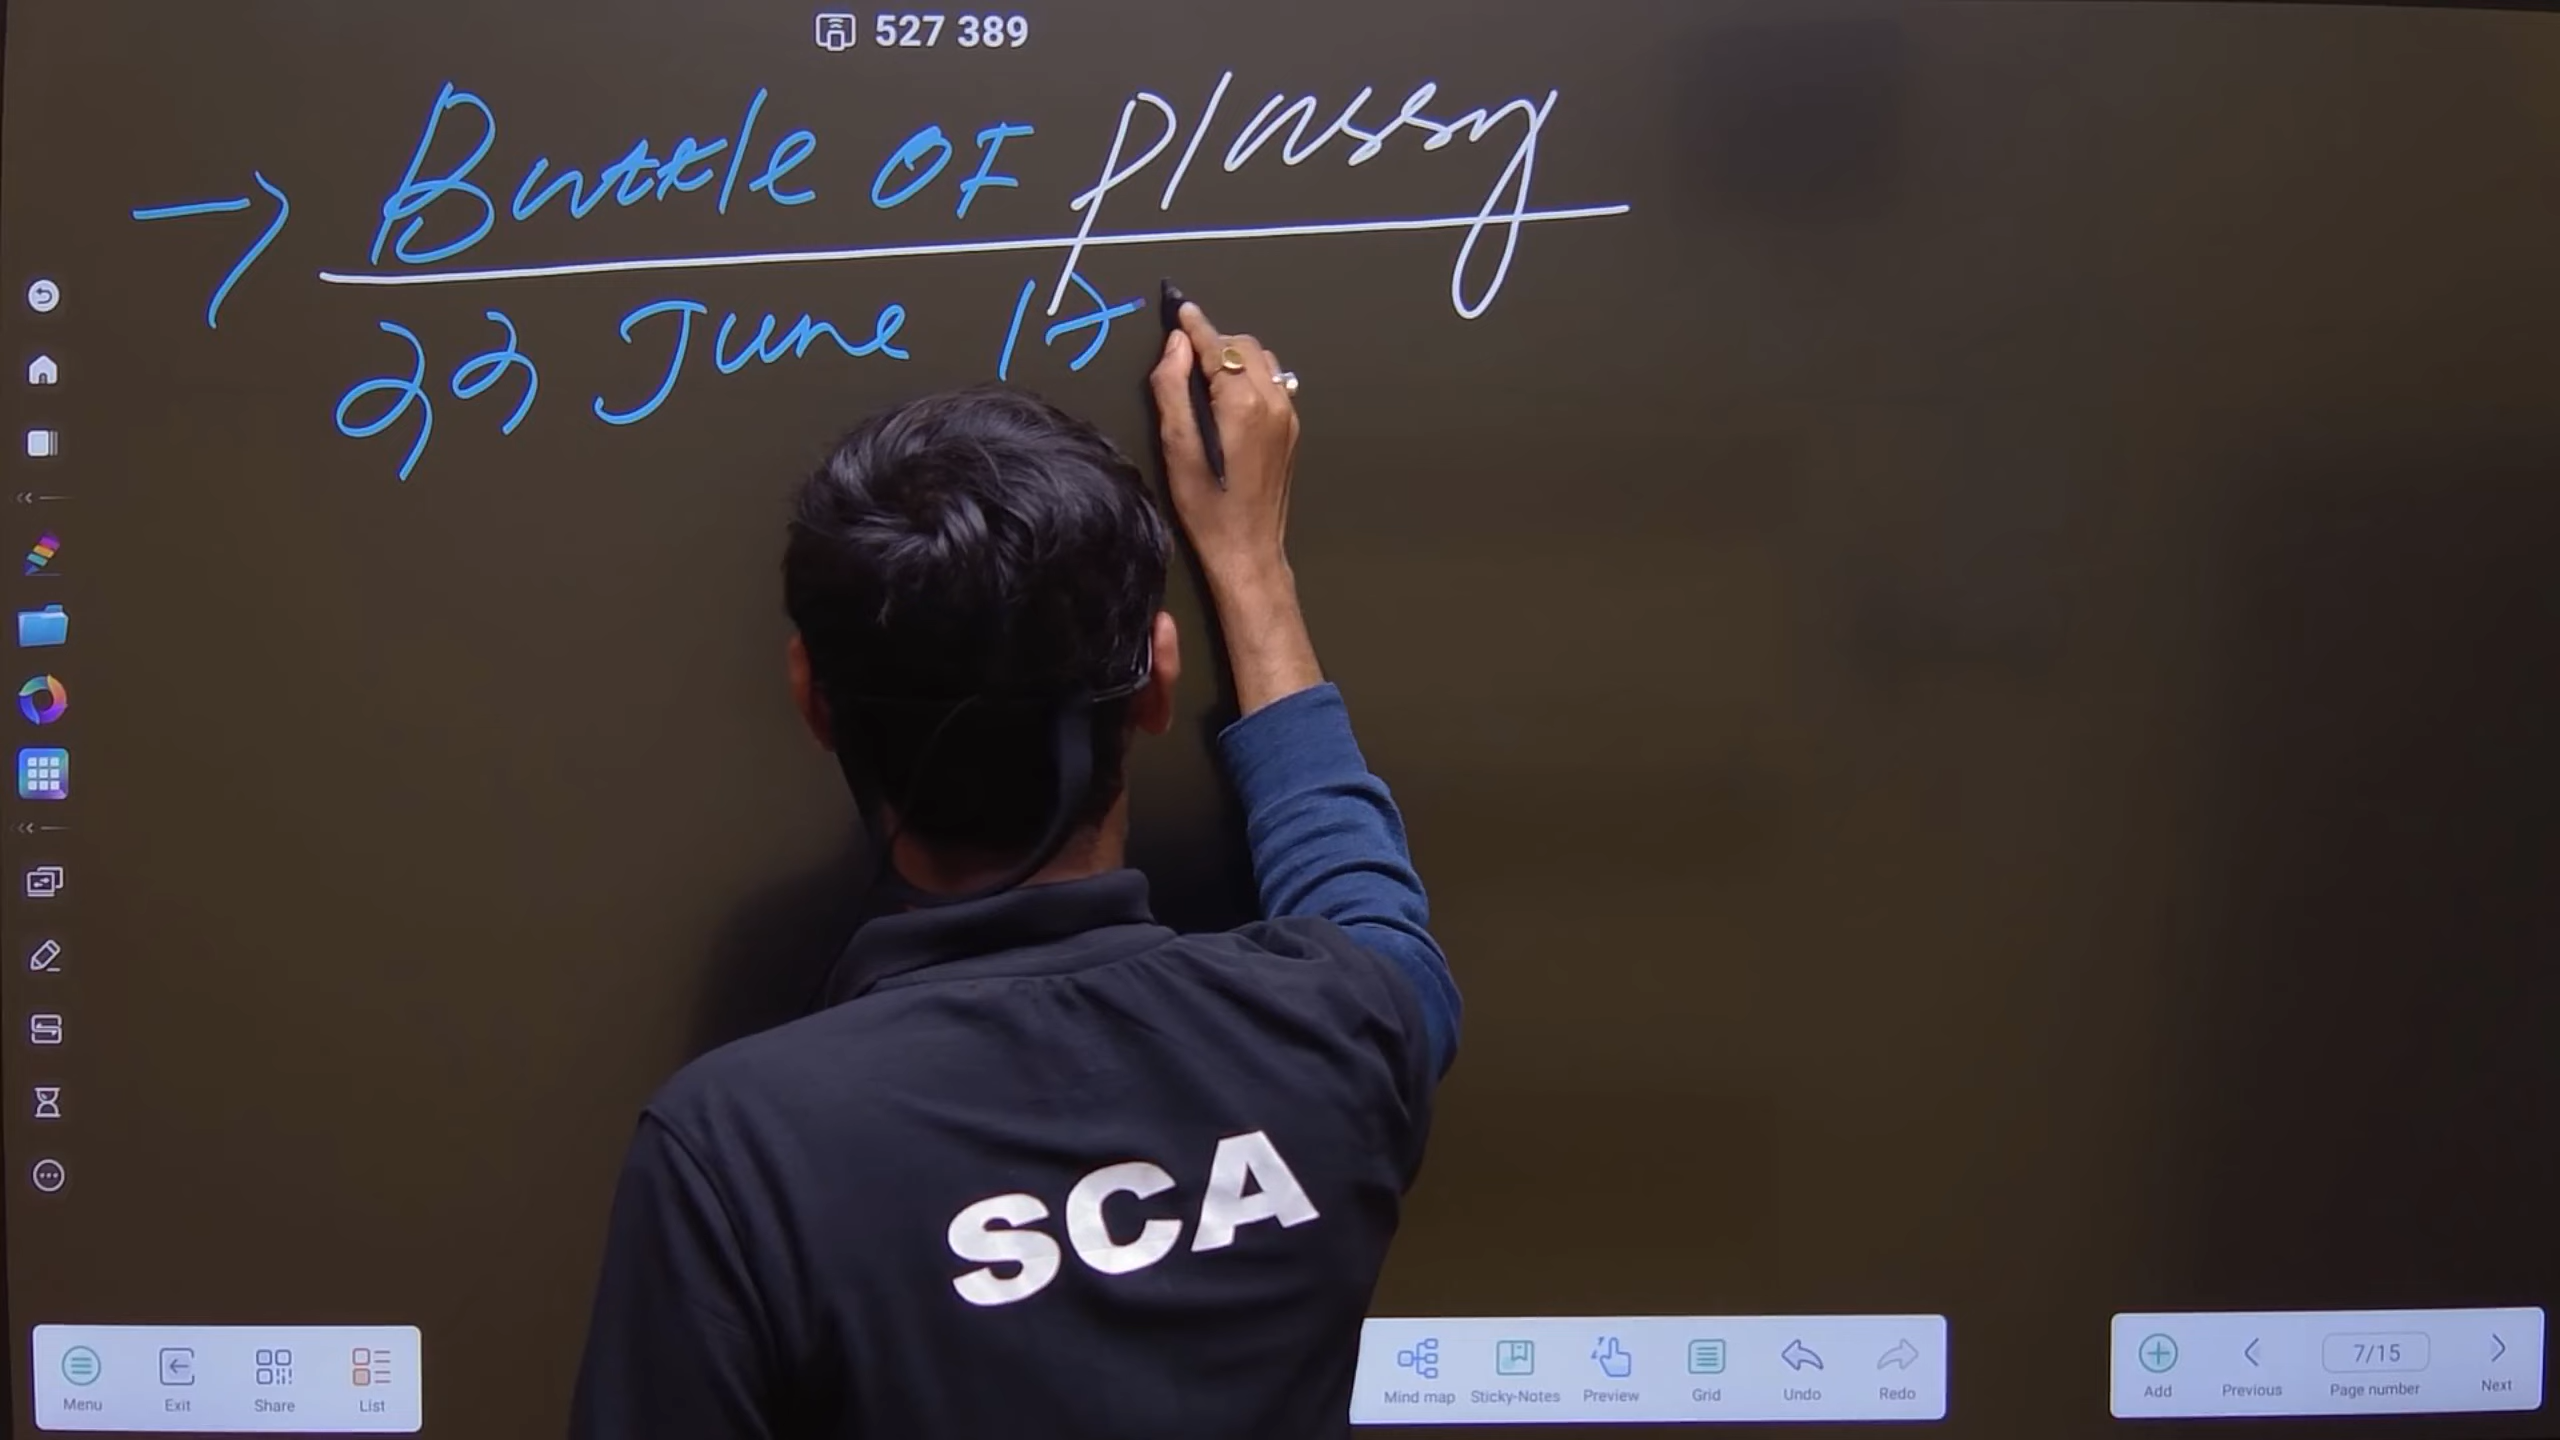 527 389
→ Battle of Plassy
22 June 17
SCA
Menu Exit Share List
Mind map Sticky-Notes Preview Grid Undo Redo
Add Previous 7/15 Page number Next